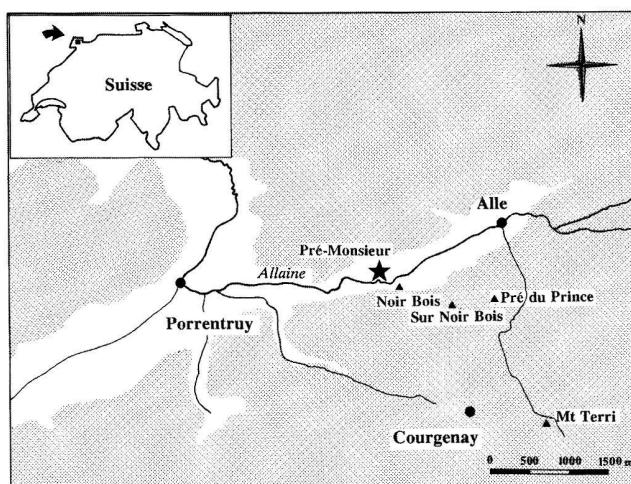 Suisse
N
Alle
Pré-Monsieur
Allaine
Noir Bois
Pré du Prince
Sur Noir Bois
Porrentruy
Mt Terri
Courgenay
0 500 1000 1500 m